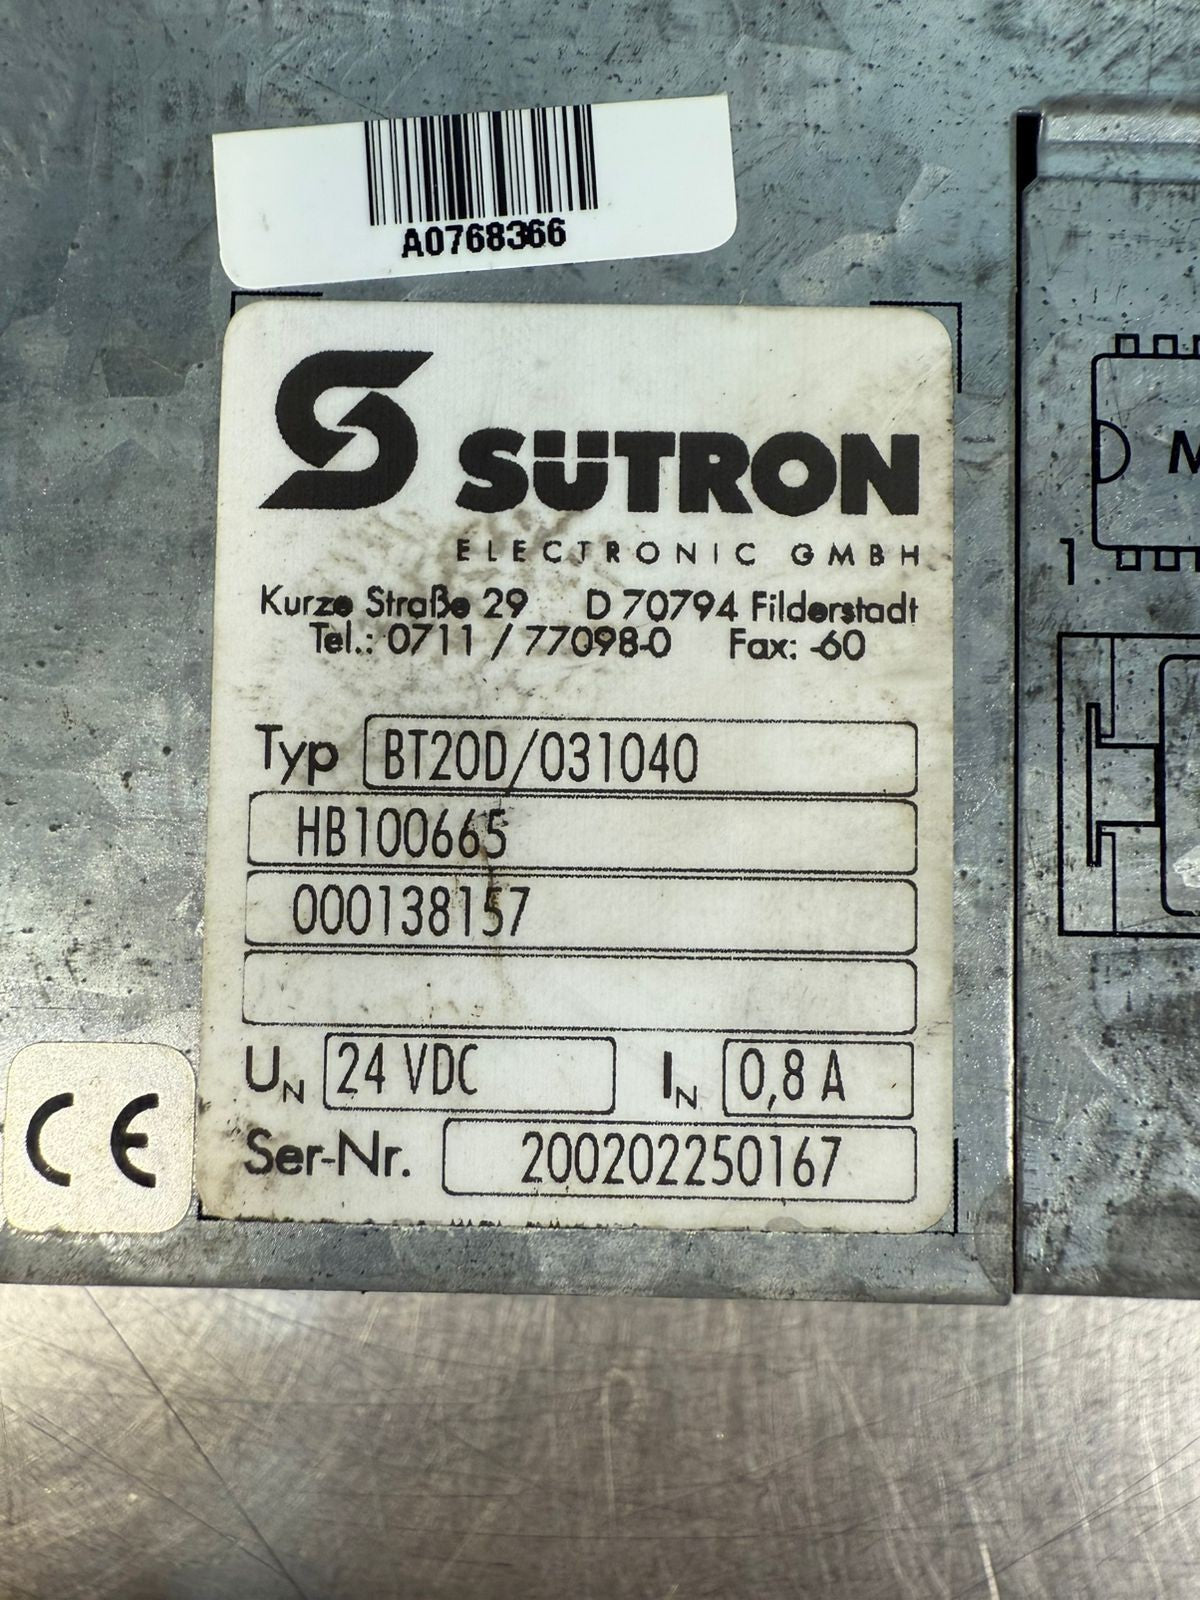 A0768366
SÜTRON
ELECTRONIC GMBH
Kurze Straße 29 D 70794 Filderstadt
Tel.: 0711 / 77098-0 Fax: -60
Typ BT20D/031040
HB100665
000138157
UN 24 VDC IN 0,8 A
Ser-Nr. 200202250167
CE
M
1